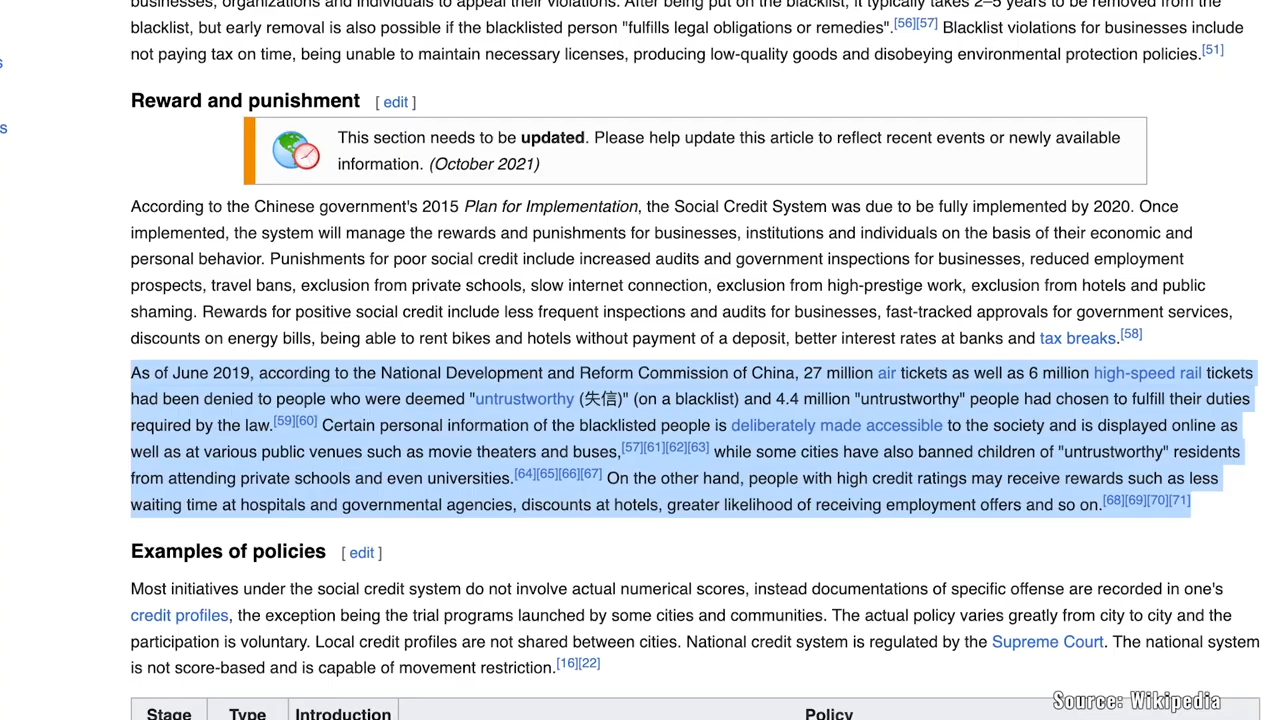 businesses, organizations and individuals to appeal their violations. After being put on the blacklist, it typically takes 2–5 years to be removed from the
blacklist, but early removal is also possible if the blacklisted person "fulfills legal obligations or remedies".[56][57] Blacklist violations for businesses include
not paying tax on time, being unable to maintain necessary licenses, producing low-quality goods and disobeying environmental protection policies.[51]
s
Reward and punishment [ edit ]
s
This section needs to be updated. Please help update this article to reflect recent events or newly available
information. (October 2021)
According to the Chinese government's 2015 Plan for Implementation, the Social Credit System was due to be fully implemented by 2020. Once
implemented, the system will manage the rewards and punishments for businesses, institutions and individuals on the basis of their economic and
personal behavior. Punishments for poor social credit include increased audits and government inspections for businesses, reduced employment
prospects, travel bans, exclusion from private schools, slow internet connection, exclusion from high-prestige work, exclusion from hotels and public
shaming. Rewards for positive social credit include less frequent inspections and audits for businesses, fast-tracked approvals for government services,
discounts on energy bills, being able to rent bikes and hotels without payment of a deposit, better interest rates at banks and tax breaks.[58]
As of June 2019, according to the National Development and Reform Commission of China, 27 million air tickets as well as 6 million high-speed rail tickets
had been denied to people who were deemed "untrustworthy (失信)" (on a blacklist) and 4.4 million "untrustworthy" people had chosen to fulfill their duties
required by the law.[59][60] Certain personal information of the blacklisted people is deliberately made accessible to the society and is displayed online as
well as at various public venues such as movie theaters and buses,[57][61][62][63] while some cities have also banned children of "untrustworthy" residents
from attending private schools and even universities.[64][65][66][67] On the other hand, people with high credit ratings may receive rewards such as less
waiting time at hospitals and governmental agencies, discounts at hotels, greater likelihood of receiving employment offers and so on.[68][69][70][71]
Examples of policies [ edit ]
Most initiatives under the social credit system do not involve actual numerical scores, instead documentations of specific offense are recorded in one's
credit profiles, the exception being the trial programs launched by some cities and communities. The actual policy varies greatly from city to city and the
participation is voluntary. Local credit profiles are not shared between cities. National credit system is regulated by the Supreme Court. The national system
is not score-based and is capable of movement restriction.[16][22]
Stage Type Introduction Policy
Source: Wikipedia